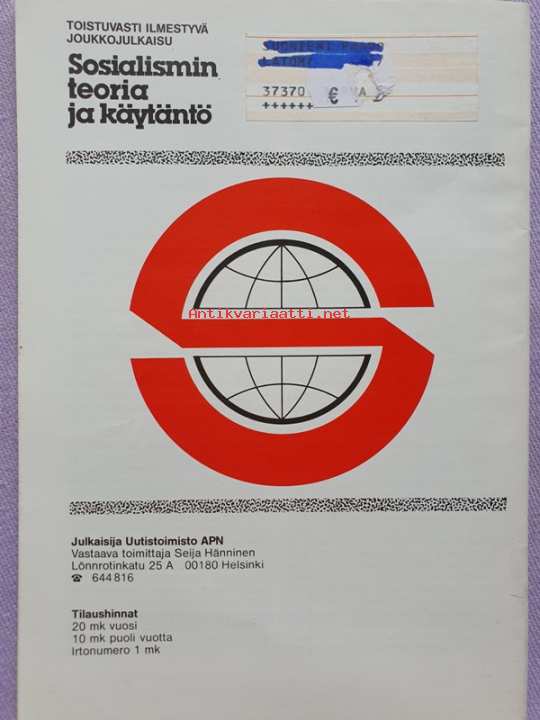 TOISTUVASTI ILMESTYVÄ
JOUKKOJULKAISU
Sosialismin
teoria
ja käytäntö
37370
++++++
€
Antikvariaatti.net
Julkaisija Uutistoimisto APN
Vastaava toimittaja Seija Hänninen
Lönnrotinkatu 25 A 00180 Helsinki
☎ 644816
Tilaushinnat
20 mk vuosi
10 mk puoli vuotta
Irtonumero 1 mk